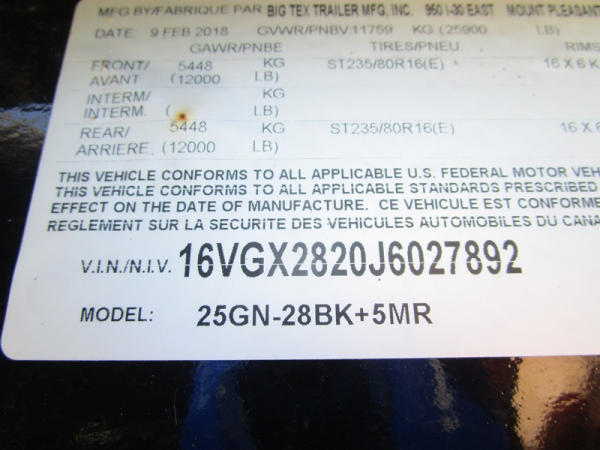 MFG BY/FABRIQUE PAR BIG TEX TRAILER MFG, INC. 950 I-30 EAST MOUNT PLEASANT
DATE: 9 FEB 2018 GVWR/PNBV 11759 KG (25900 LB)
GAWR/PNBE TIRES/PNEU. RIMS
FRONT/ 5448 KG ST235/80R16(E) 16 X 6 K
AVANT (12000 LB)
INTERM/ KG
INTERM. ( LB)
REAR/ 5448 KG ST235/80R16(E) 16 X 6
ARRIERE (12000 LB)
THIS VEHICLE CONFORMS TO ALL APPLICABLE U.S. FEDERAL MOTOR VEH
THIS VEHICLE CONFORMS TO ALL APPLICABLE STANDARDS PRESCRIBED
EFFECT ON THE DATE OF MANUFACTURE. CE VEHICULE EST CONFORME
REGLEMENT SUR LA SECURITE DES VEHICULES AUTOMOBILES DU CANA
V.I.N./N.I.V. 16VGX2820J6027892
MODEL: 25GN-28BK+5MR